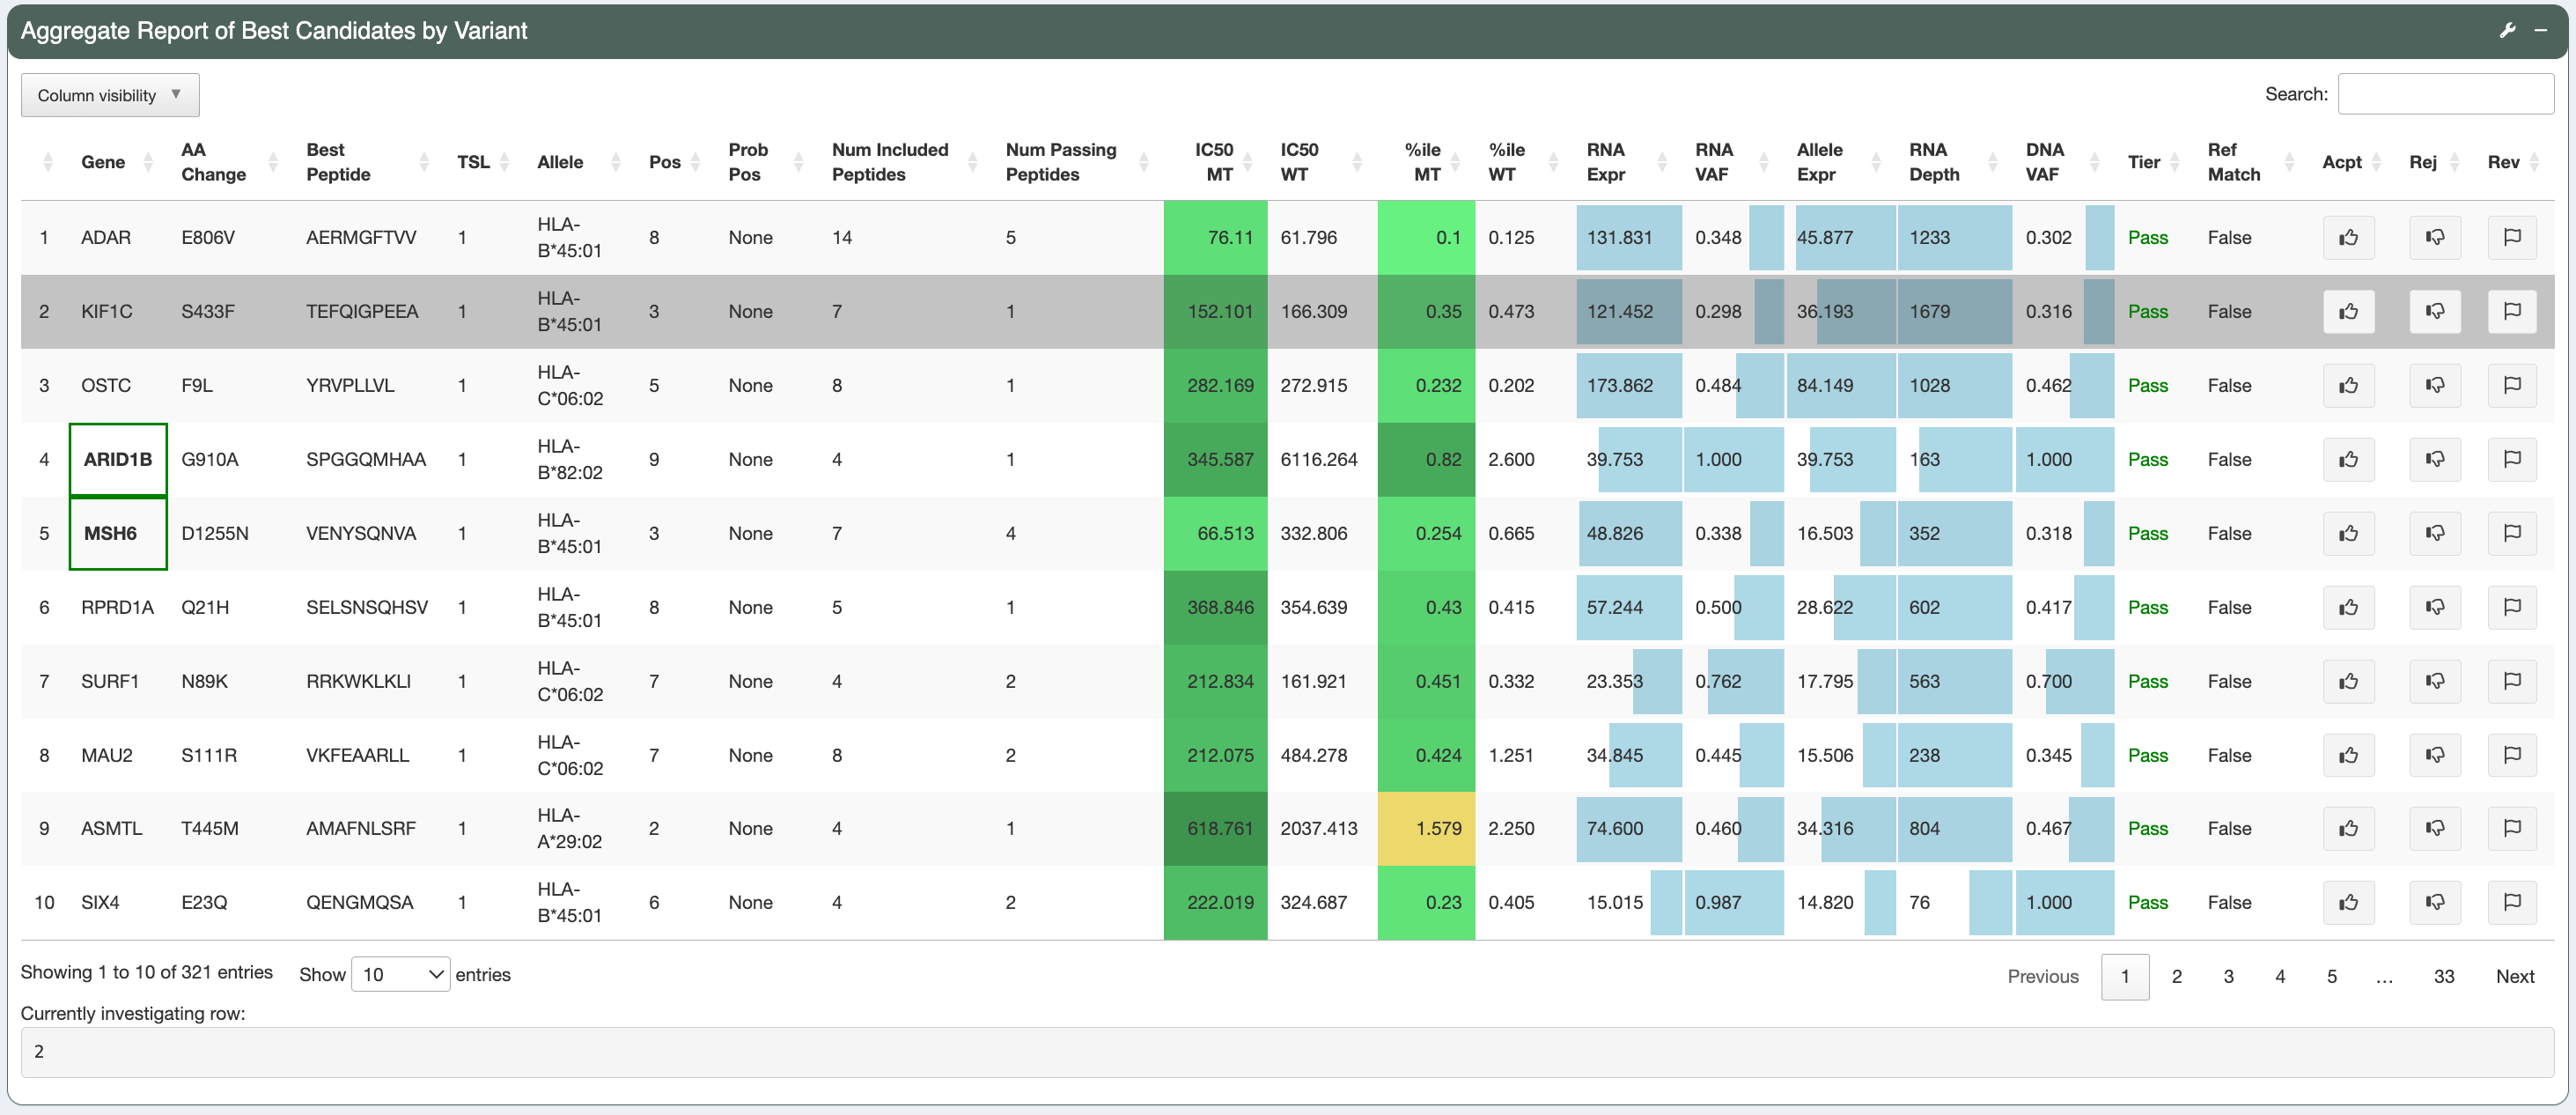 Aggregate Report of Best Candidates by Variant
Column visibility ▼
Search:
Gene AA Change Best Peptide TSL Allele Pos Prob Pos Num Included Peptides Num Passing Peptides IC50 MT IC50 WT %ile MT %ile WT RNA Expr RNA VAF Allele Expr RNA Depth DNA VAF Tier Ref Match Acpt Rej Rev
1 ADAR E806V AERMGFTVV 1 HLA-B*45:01 8 None 14 5 76.11 61.796 0.1 0.125 131.831 0.348 45.877 1233 0.302 Pass False
2 KIF1C S433F TEFQIGPEEA 1 HLA-B*45:01 3 None 7 1 152.101 166.309 0.35 0.473 121.452 0.298 36.193 1679 0.316 Pass False
3 OSTC F9L YRVPLLVL 1 HLA-C*06:02 5 None 8 1 282.169 272.915 0.232 0.202 173.862 0.484 84.149 1028 0.462 Pass False
4 ARID1B G910A SPGGQMHAA 1 HLA-B*82:02 9 None 4 1 345.587 6116.264 0.82 2.600 39.753 1.000 39.753 163 1.000 Pass False
5 MSH6 D1255N VENYSQNVA 1 HLA-B*45:01 3 None 7 4 66.513 332.806 0.254 0.665 48.826 0.338 16.503 352 0.318 Pass False
6 RPRD1A Q21H SELSNSQHSV 1 HLA-B*45:01 8 None 5 1 368.846 354.639 0.43 0.415 57.244 0.500 28.622 602 0.417 Pass False
7 SURF1 N89K RRKWKLKLI 1 HLA-C*06:02 7 None 4 2 212.834 161.921 0.451 0.332 23.353 0.762 17.795 563 0.700 Pass False
8 MAU2 S111R VKFEAARLL 1 HLA-C*06:02 7 None 8 2 212.075 484.278 0.424 1.251 34.845 0.445 15.506 238 0.345 Pass False
9 ASMTL T445M AMAFNLSRF 1 HLA-A*29:02 2 None 4 1 618.761 2037.413 1.579 2.250 74.600 0.460 34.316 804 0.467 Pass False
10 SIX4 E23Q QENGMQSA 1 HLA-B*45:01 6 None 4 2 222.019 324.687 0.23 0.405 15.015 0.987 14.820 76 1.000 Pass False
Showing 1 to 10 of 321 entries Show 10 entries Previous 1 2 3 4 5 … 33 Next
Currently investigating row:
2